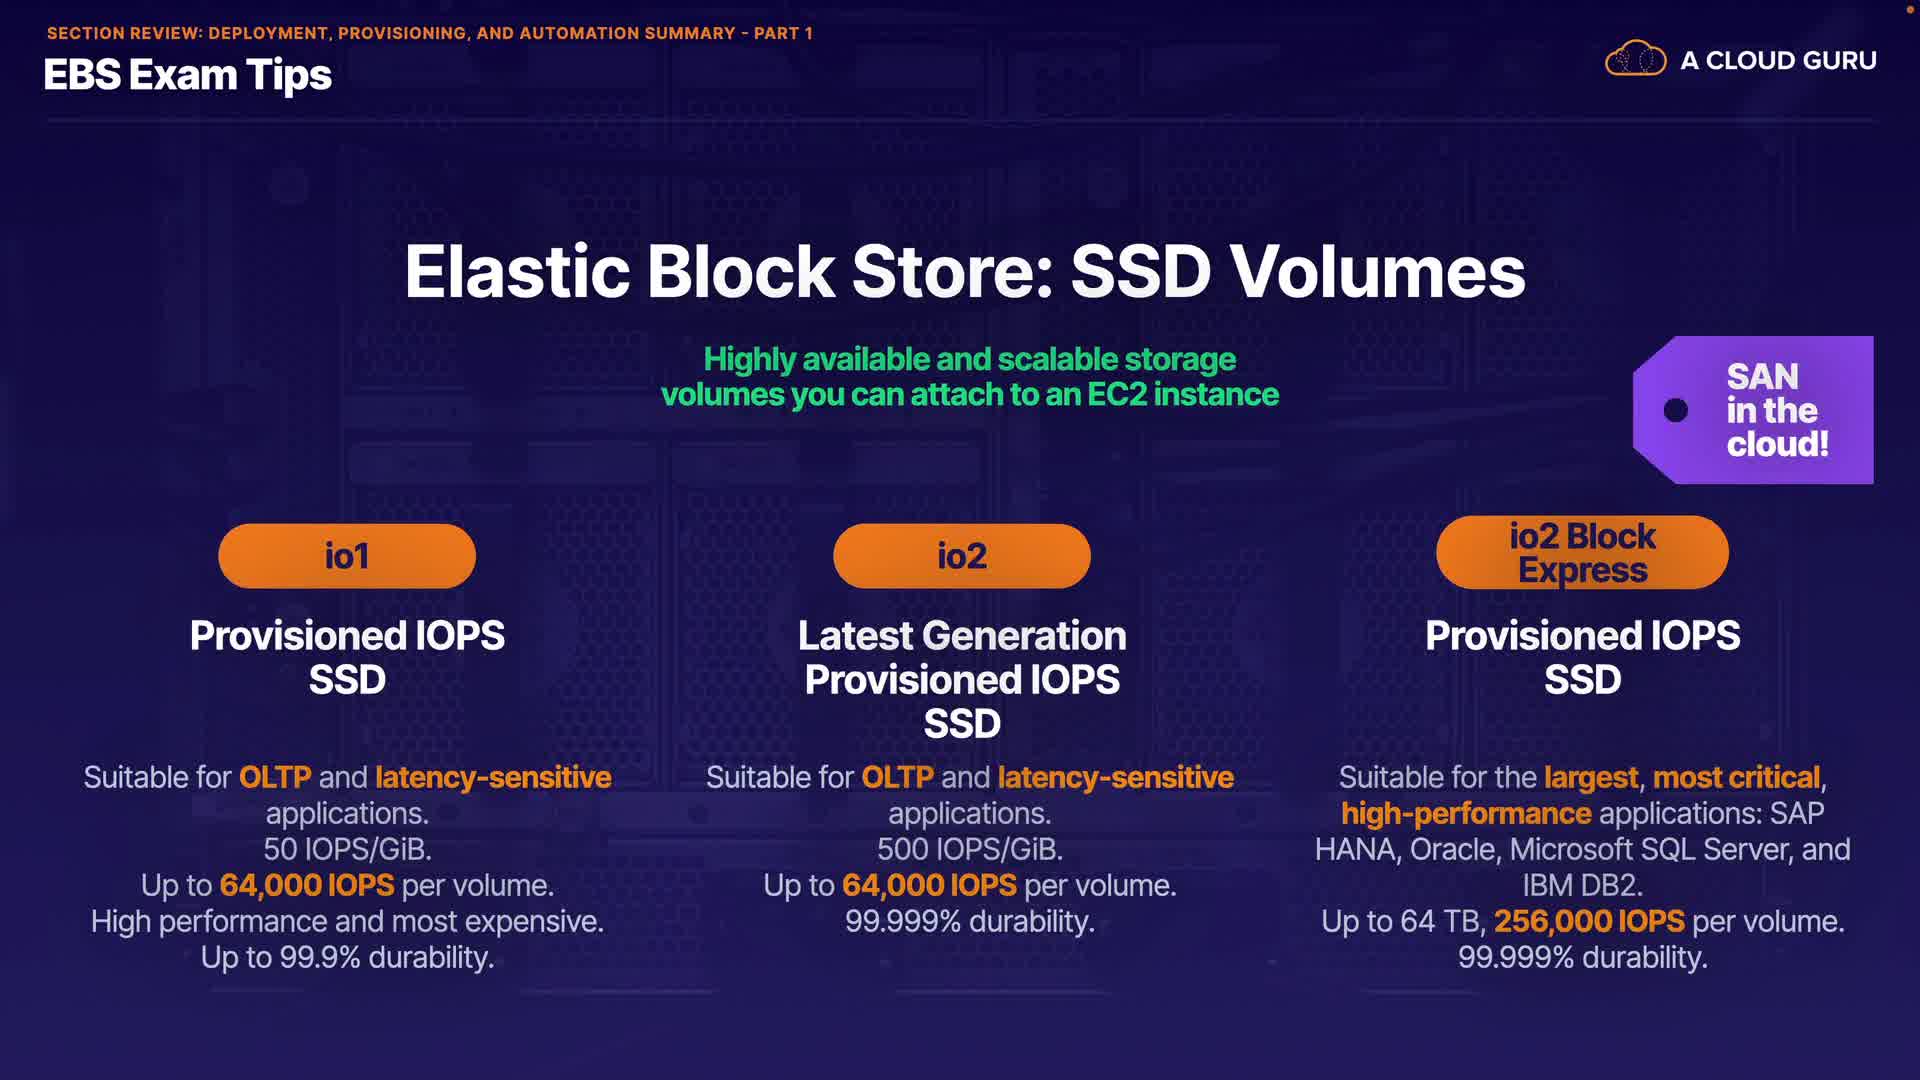 SECTION REVIEW: DEPLOYMENT, PROVISIONING, AND AUTOMATION SUMMARY - PART 1
EBS Exam Tips
A CLOUD GURU
Elastic Block Store: SSD Volumes
Highly available and scalable storage
volumes you can attach to an EC2 instance
SAN
in the
cloud!
io1
Provisioned IOPS
SSD
Suitable for OLTP and latency-sensitive
applications.
50 IOPS/GiB.
Up to 64,000 IOPS per volume.
High performance and most expensive.
Up to 99.9% durability.
io2
Latest Generation
Provisioned IOPS
SSD
Suitable for OLTP and latency-sensitive
applications.
500 IOPS/GiB.
Up to 64,000 IOPS per volume.
99.999% durability.
io2 Block
Express
Provisioned IOPS
SSD
Suitable for the largest, most critical,
high-performance applications: SAP
HANA, Oracle, Microsoft SQL Server, and
IBM DB2.
Up to 64 TB, 256,000 IOPS per volume.
99.999% durability.